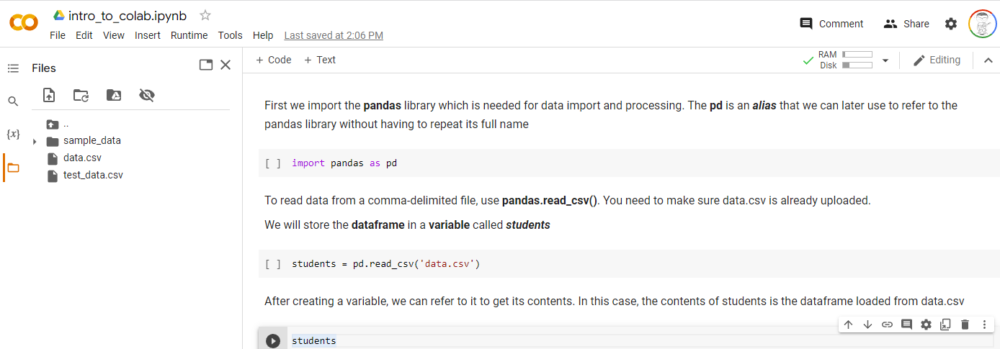 intro_to_colab.ipynb
File Edit View Insert Runtime Tools Help Last saved at 2:06 PM
Comment
Share
Files
{x}
..
sample_data
data.csv
test_data.csv
+ Code + Text
RAM
Disk
Editing
First we import the pandas library which is needed for data import and processing. The pd is an alias that we can later use to refer to the
pandas library without having to repeat its full name
[ ] import pandas as pd
To read data from a comma-delimited file, use pandas.read_csv(). You need to make sure data.csv is already uploaded.
We will store the dataframe in a variable called students
[ ] students = pd.read_csv('data.csv')
After creating a variable, we can refer to it to get its contents. In this case, the contents of students is the dataframe loaded from data.csv
students